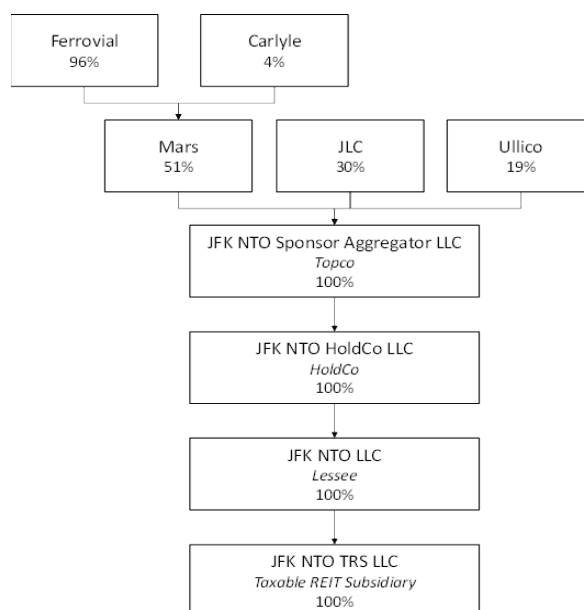 Ferrovial
96%
Carlyle
4%
Mars
51%
JLC
30%
Ullico
19%
JFK NTO Sponsor Aggregator LLC
Topco
100%
JFK NTO HoldCo LLC
HoldCo
100%
JFK NTO LLC
Lessee
100%
JFK NTO TRS LLC
Taxable REIT Subsidiary
100%